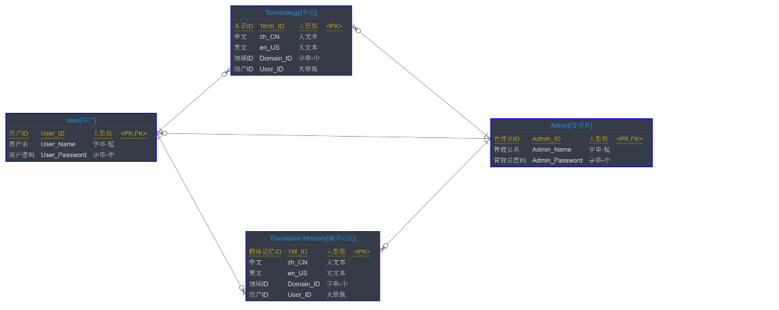 Terminology[术语]
术语ID Term_ID 大整数 <PK>
中文 zh_CN 大文本
英文 en_US 大文本
领域ID Domain_ID 字串-中
用户ID User_ID 大整数
User[用户]
用户ID User_ID 大整数 <PK,FK>
用户名 User_Name 字串-短
用户密码 User_Password 字串-中
Admin[管理员]
管理员ID Admin_ID 大整数 <PK,FK>
管理员名 Admin_Name 字串-短
管理员密码 Admin_Password 字串-中
Translation Memory[翻译记忆]
翻译记忆ID TM_ID 大整数 <PK>
中文 zh_CN 大文本
英文 en_US 大文本
领域ID Domain_ID 字串-中
用户ID User_ID 大整数